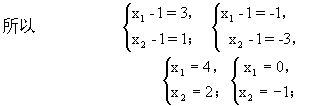 所以 { x₁ -1=3, { x₁ -1= -1,
{ x₂ -1=1; { x₂ -1= -3,
{ x₁ = 4, { x₁ = 0,
{ x₂ = 2; { x₂ = −1;